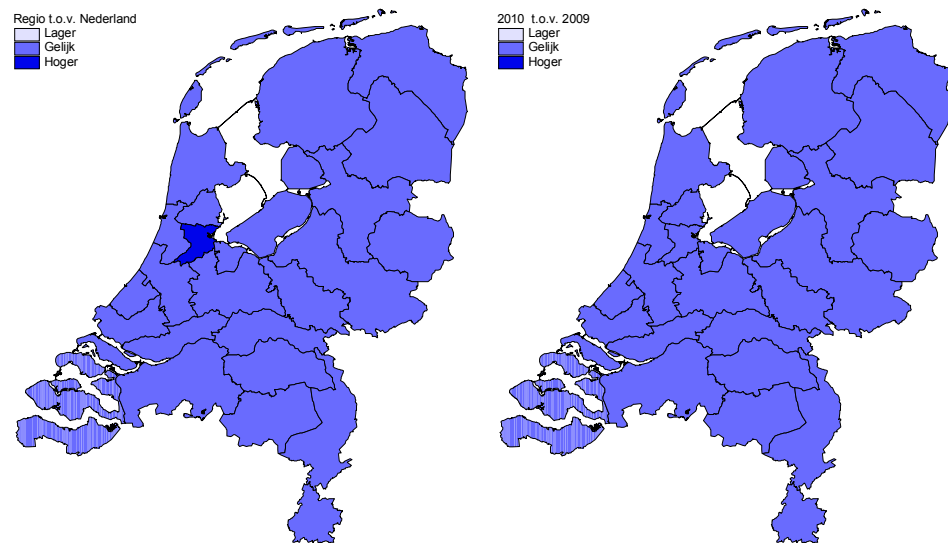 Regio t.o.v. Nederland
Lager
Gelijk
Hoger
2010 t.o.v. 2009
Lager
Gelijk
Hoger